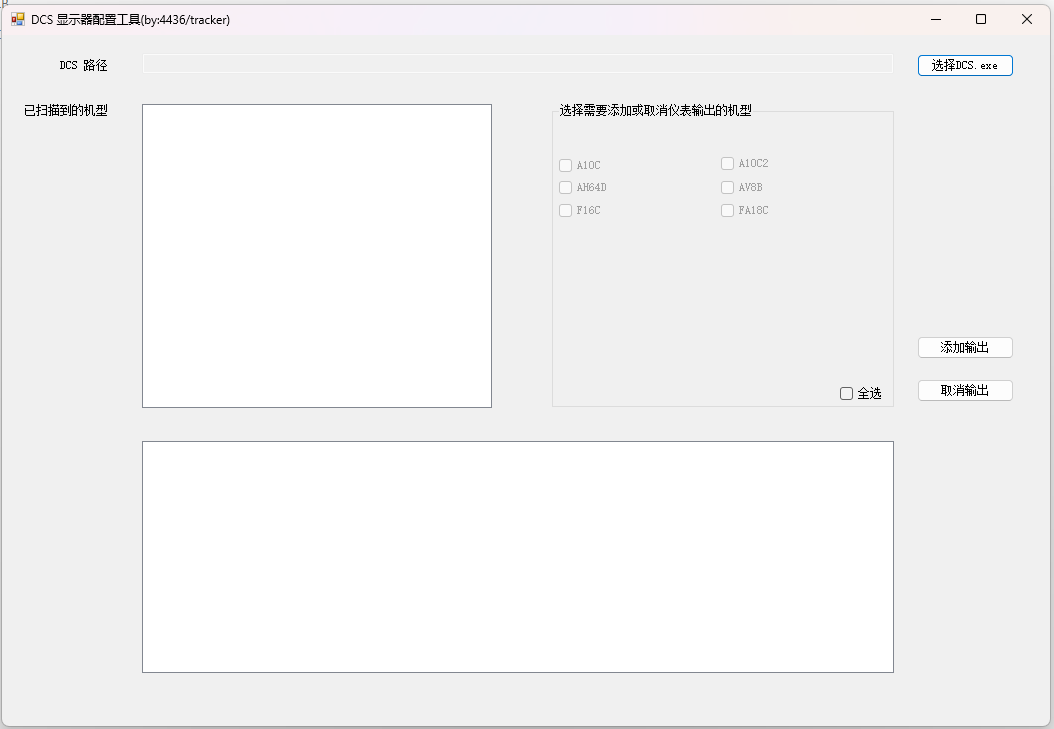 DCS 显示器配置工具(by:4436/tracker)
DCS 路径
选择DCS.exe
已扫描到的机型
选择需要添加或取消仪表输出的机型
A10C
A10C2
AH64D
AV8B
F16C
FA18C
添加输出
全选
取消输出